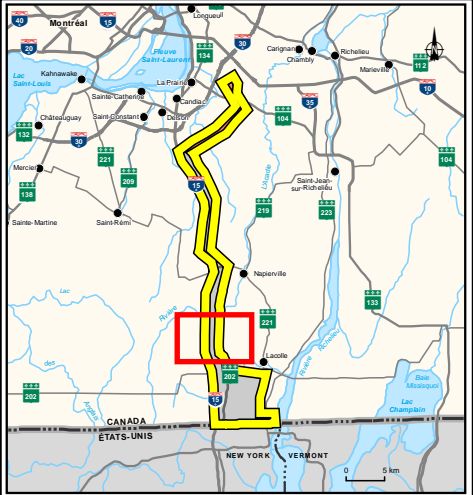 40
Montréal
15
Longueuil
20
Fleuve
Saint-Laurent
134
30
Carignan
Richelieu
Chambly
112
Marieville
Lac
Saint-Louis
Kahnawake
La Prairie
10
Sainte-Catherine
Candiac
35
Châteauguay
Saint-Constant
Delson
104
132
30
221
15
L'Acadie
104
Mercier
209
Saint-Jean-
sur-Richelieu
138
219
223
Sainte-Martine
Saint-Rémi
Napierville
133
Lac
Rivière
221
Rivière
Richelieu
des
Lacolle
202
Baie
Missisquoi
202
Anglais
15
Lac
Champlain
CANADA
ÉTATS-UNIS
NEW YORK
VERMONT
0
5 km